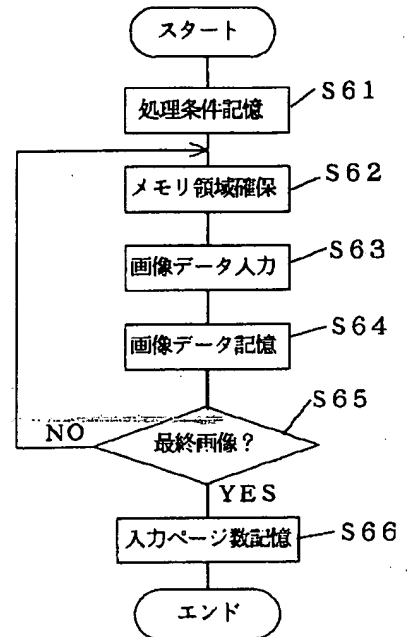 スタート
処理条件記憶
S61
メモリ領域確保
S62
画像データ入力
S63
画像データ記憶
S64
最終画像?
S65
NO
YES
入力ページ数記憶
S66
エンド